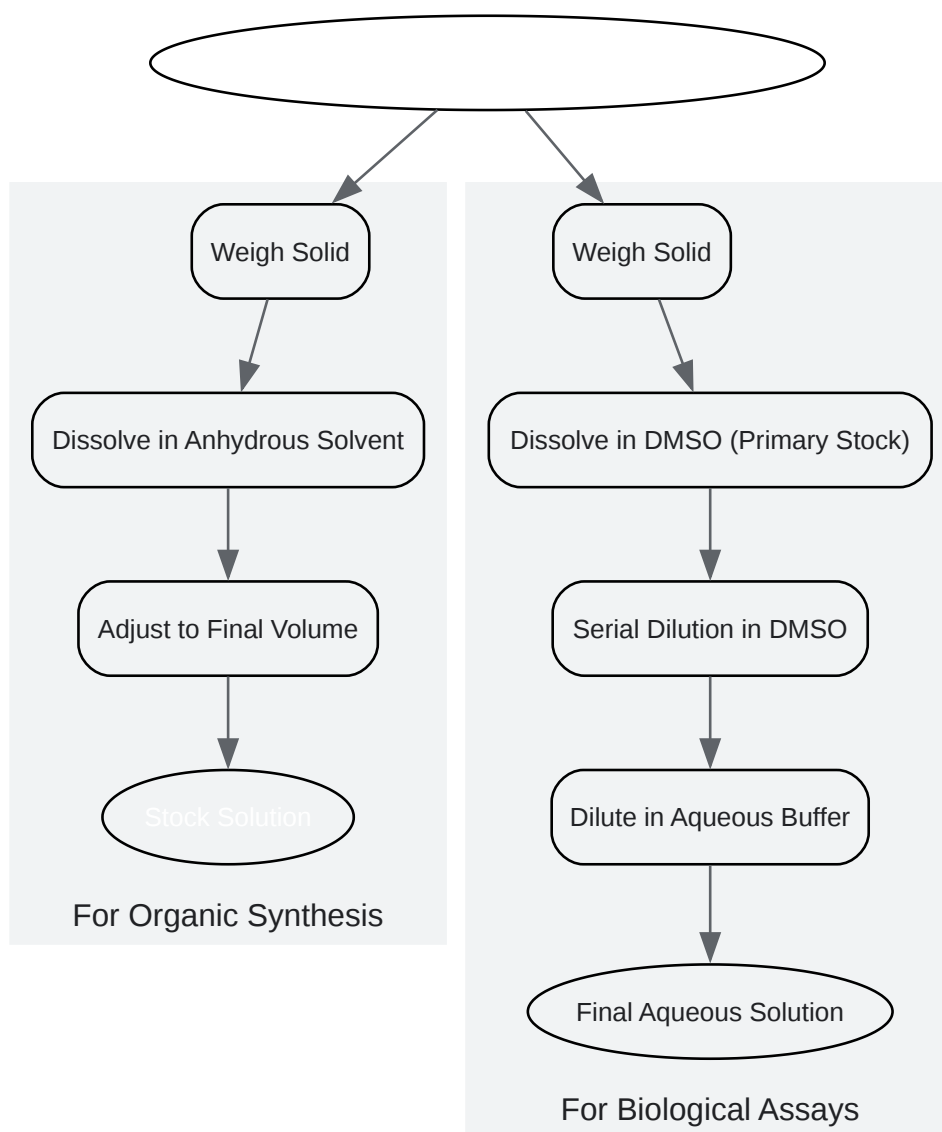 Weigh Solid
Dissolve in Anhydrous Solvent
Adjust to Final Volume
Stock Solution
For Organic Synthesis
Weigh Solid
Dissolve in DMSO (Primary Stock)
Serial Dilution in DMSO
Dilute in Aqueous Buffer
Final Aqueous Solution
For Biological Assays